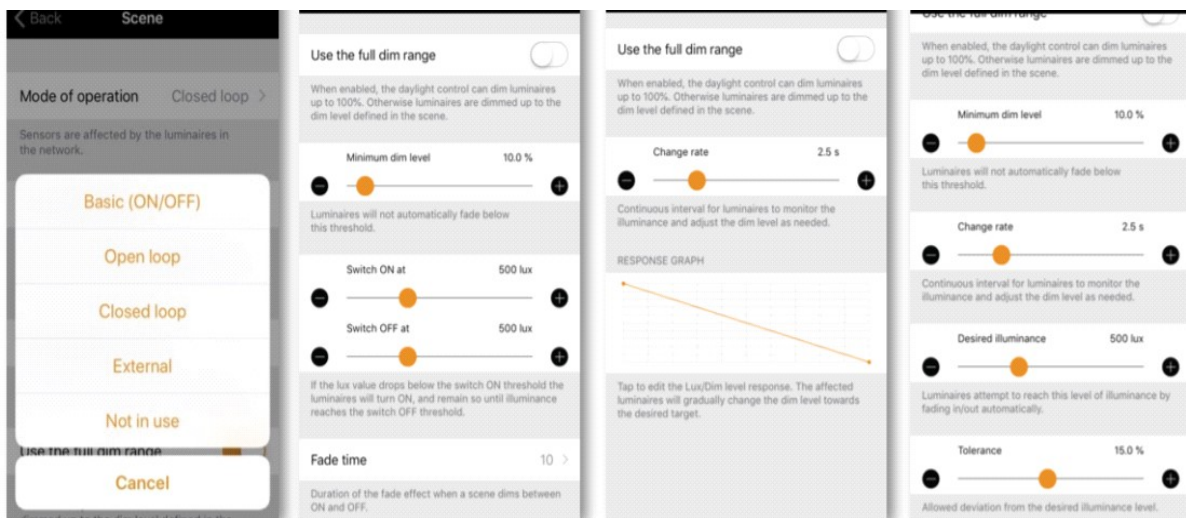 Back
Scene
Mode of operation
Closed loop
Sensors are affected by the luminaires in
the network.
Basic (ON/OFF)
Open loop
Closed loop
External
Not in use
Use the full dim range
Cancel
Use the full dim range
When enabled, the daylight control can dim luminaires
up to 100%. Otherwise luminaires are dimmed up to the
dim level defined in the scene.
Minimum dim level
10.0 %
Luminaires will not automatically fade below
this threshold.
Switch ON at
500 lux
Switch OFF at
500 lux
If the lux value drops below the switch ON threshold the
luminaires will turn ON, and remain so until illuminance
reaches the switch OFF threshold.
Fade time
10
Duration of the fade effect when a scene dims between
ON and OFF.
Use the full dim range
When enabled, the daylight control can dim luminaires
up to 100%. Otherwise luminaires are dimmed up to the
dim level defined in the scene.
Change rate
2.5 s
Continuous interval for luminaires to monitor the
illuminance and adjust the dim level as needed.
RESPONSE GRAPH
Tap to edit the Lux/Dim level response. The affected
luminaires will gradually change the dim level towards
the desired target.
Use the full dim range
When enabled, the daylight control can dim luminaires
up to 100%. Otherwise luminaires are dimmed up to the
dim level defined in the scene.
Minimum dim level
10.0 %
Luminaires will not automatically fade below
this threshold.
Change rate
2.5 s
Continuous interval for luminaires to monitor the
illuminance and adjust the dim level as needed.
Desired illuminance
500 lux
Luminaires attempt to reach this level of illuminance by
fading in/out automatically.
Tolerance
15.0 %
Allowed deviation from the desired illuminance level.